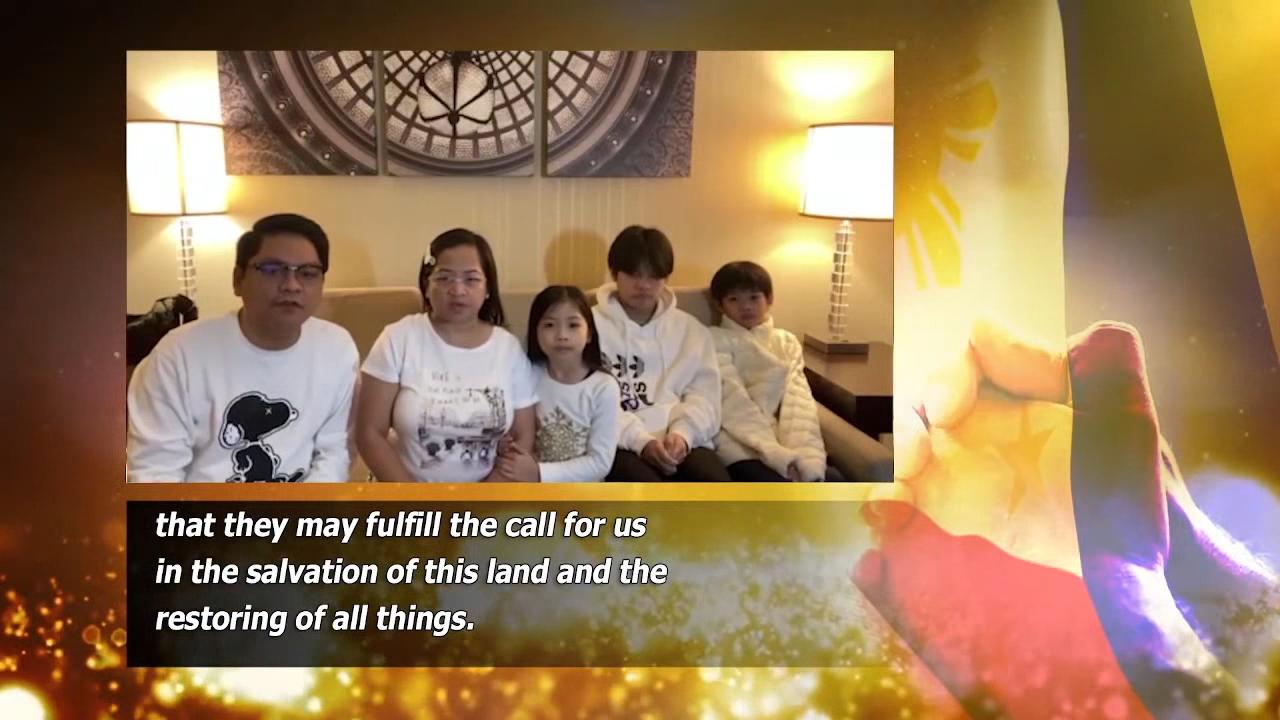 that they may fulfill the call for us
in the salvation of this land and the
restoring of all things.